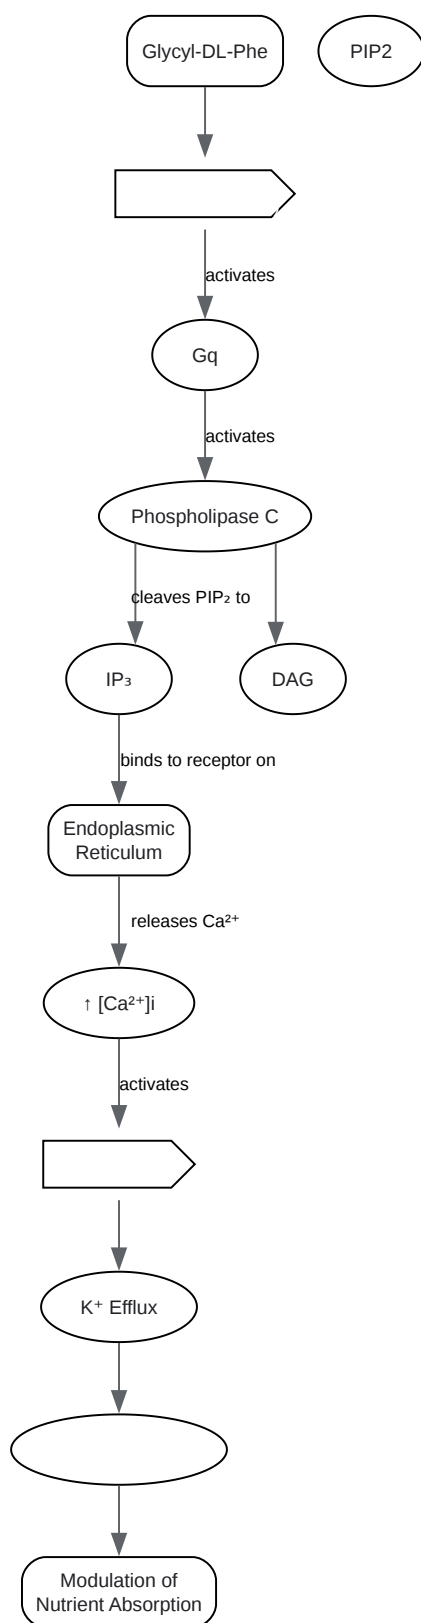 Glycyl-DL-Phe
PIP2
activates
Gq
activates
Phospholipase C
cleaves PIP₂ to
IP₃
DAG
binds to receptor on
Endoplasmic
Reticulum
releases Ca²⁺
↑ [Ca²⁺]i
activates
K⁺ Efflux
Modulation of
Nutrient Absorption